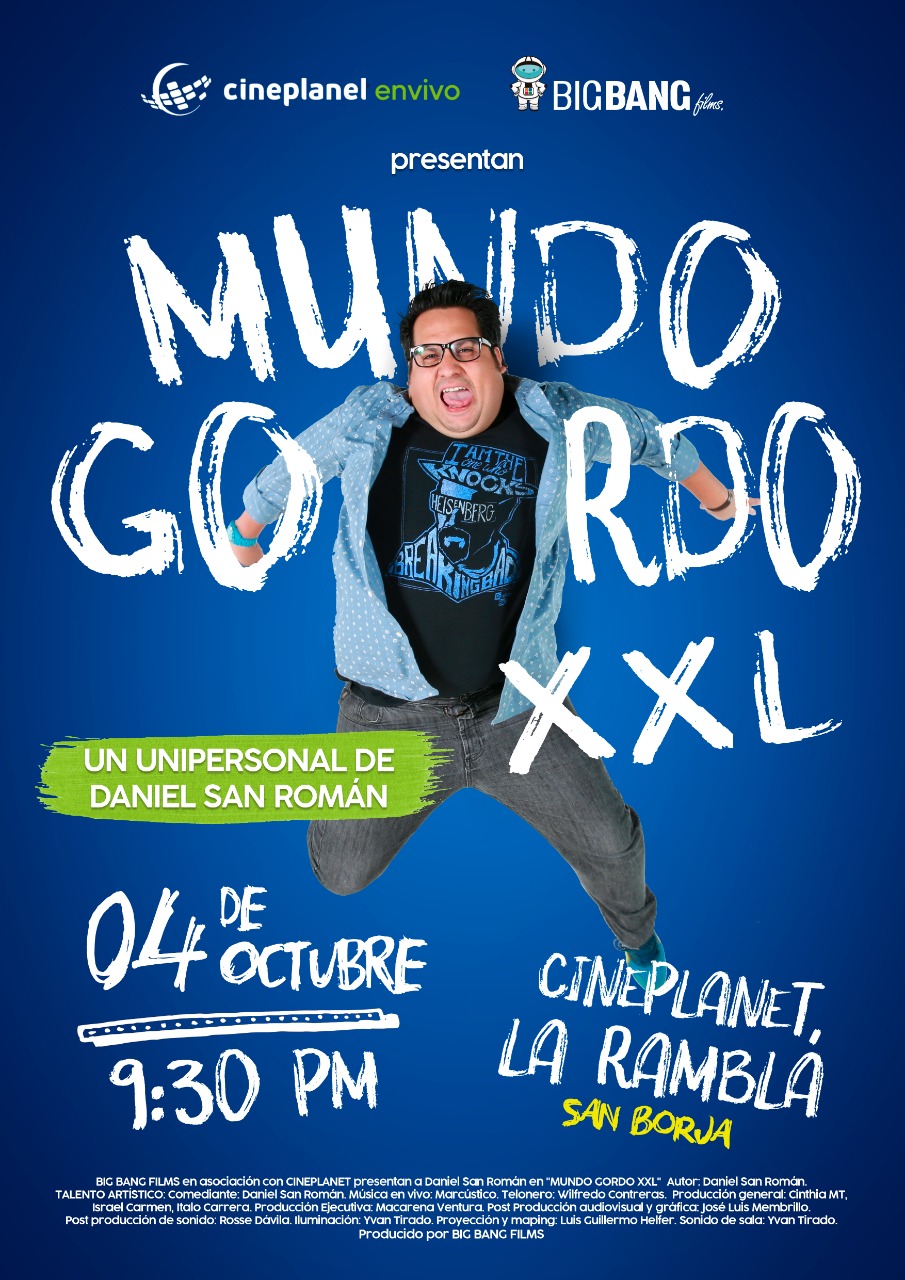 cineplanet envivo
BIGBANG films.
presentan
MUNDO
GORDO
XXL
I AM THE
ONE WHO
KNOCKS
HEISENBERG
BREAKING BAD
UN UNIPERSONAL DE
DANIEL SAN ROMÁN
04 DE OCTUBRE
9:30 PM
CINEPLANET,
LA RAMBLA
SAN BORJA
BIG BANG FILMS en asociación con CINEPLANET presentan a Daniel San Román en "MUNDO GORDO XXL" Autor: Daniel San Román.
TALENTO ARTÍSTICO: Comediante: Daniel San Román. Música en vivo: Marcústico. Telonero: Wilfredo Contreras. Producción general: Cinthia MT,
Israel Carmen, Italo Carrera. Producción Ejecutiva: Macarena Ventura. Post Producción audiovisual y gráfica: José Luis Membrillo.
Post producción de sonido: Rosse Dávila. Iluminación: Yvan Tirado. Proyección y maping: Luis Guillermo Helfer. Sonido de sala: Yvan Tirado.
Producido por BIG BANG FILMS